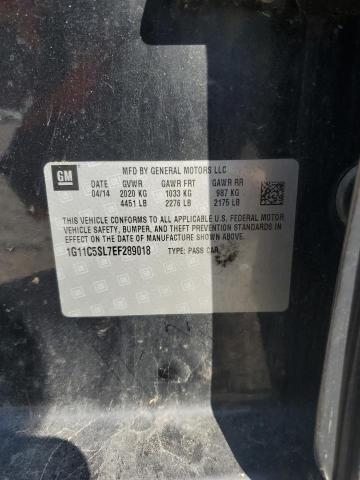 GM
MFD BY GENERAL MOTORS LLC
DATE GVWR GAWR FRT GAWR RR
04/14 2020 KG 1033 KG 987 KG
4451 LB 2276 LB 2175 LB
THIS VEHICLE CONFORMS TO ALL APPLICABLE U.S. FEDERAL MOTOR
VEHICLE SAFETY, BUMPER, AND THEFT PREVENTION STANDARDS
IN EFFECT ON THE DATE OF MANUFACTURE SHOWN ABOVE.
1G11C5SL7EF289018 TYPE: PASS CAR